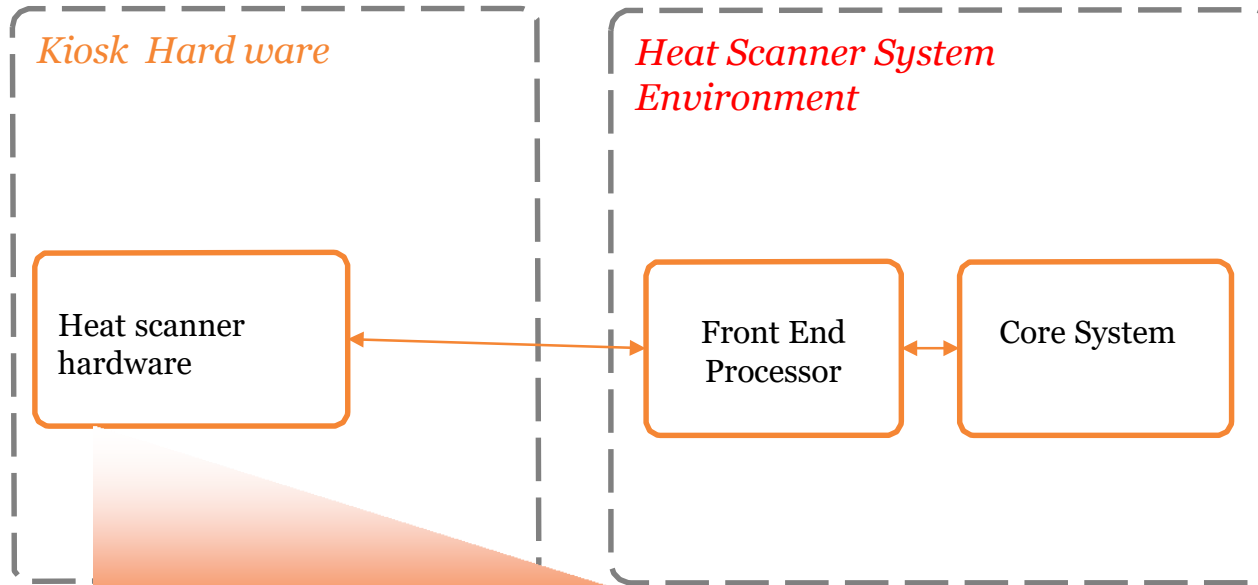 Kiosk Hard ware
Heat Scanner System
Environment
Heat scanner
hardware
Front End
Processor
Core System